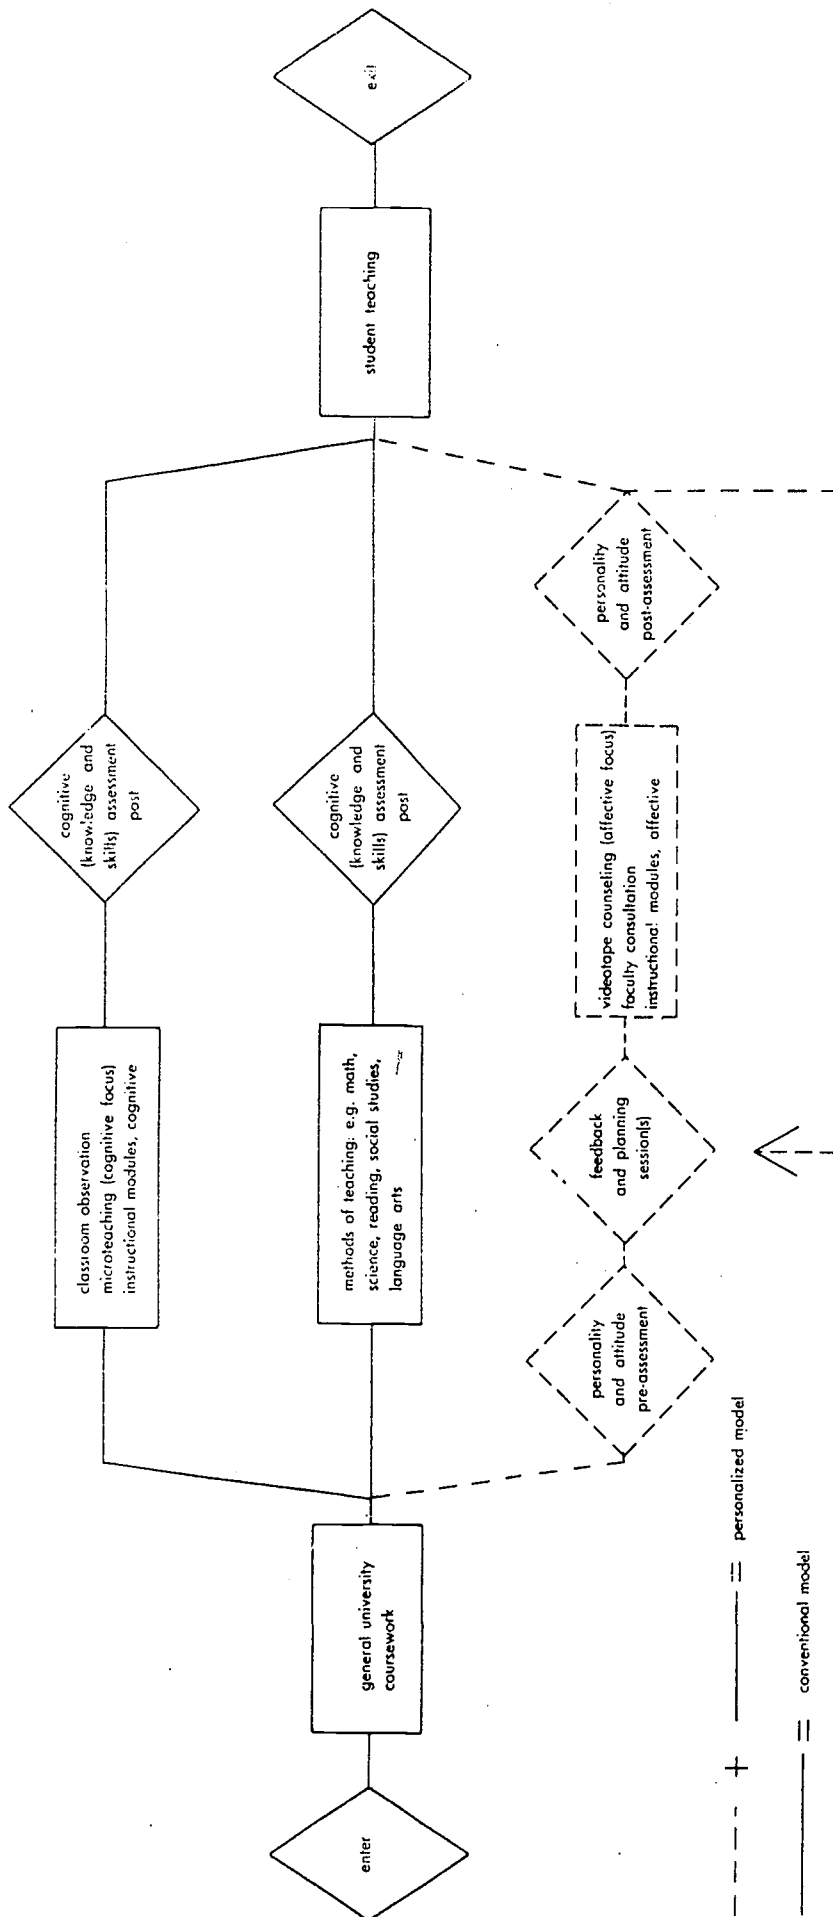 enter
general university
coursework
classroom observation
microteaching (cognitive focus)
instructional modules, cognitive
cognitive
(knowledge and
skills) assessment
post
methods of teaching: e.g. math,
science, reading, social studies,
language arts
cognitive
(knowledge and
skills) assessment
post
personality
and attitude
pre-assessment
feedback
and planning
session(s)
videotape counseling (affective focus)
faculty consultation
instructional modules, affective
personality
and attitude
post-assessment
student teaching
exit
+ = personalized model
= conventional model